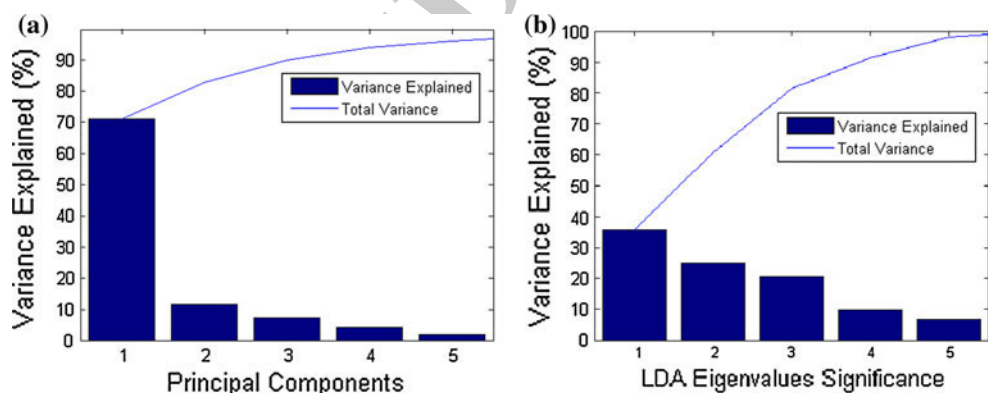 (a)
Variance Explained (%)
90
80
70
60
50
40
30
20
10
0
Variance Explained
Total Variance
1 2 3 4 5
Principal Components
(b)
Variance Explained (%)
100
90
80
70
60
50
40
30
20
10
0
Variance Explained
Total Variance
1 2 3 4 5
LDA Eigenvalues Significance